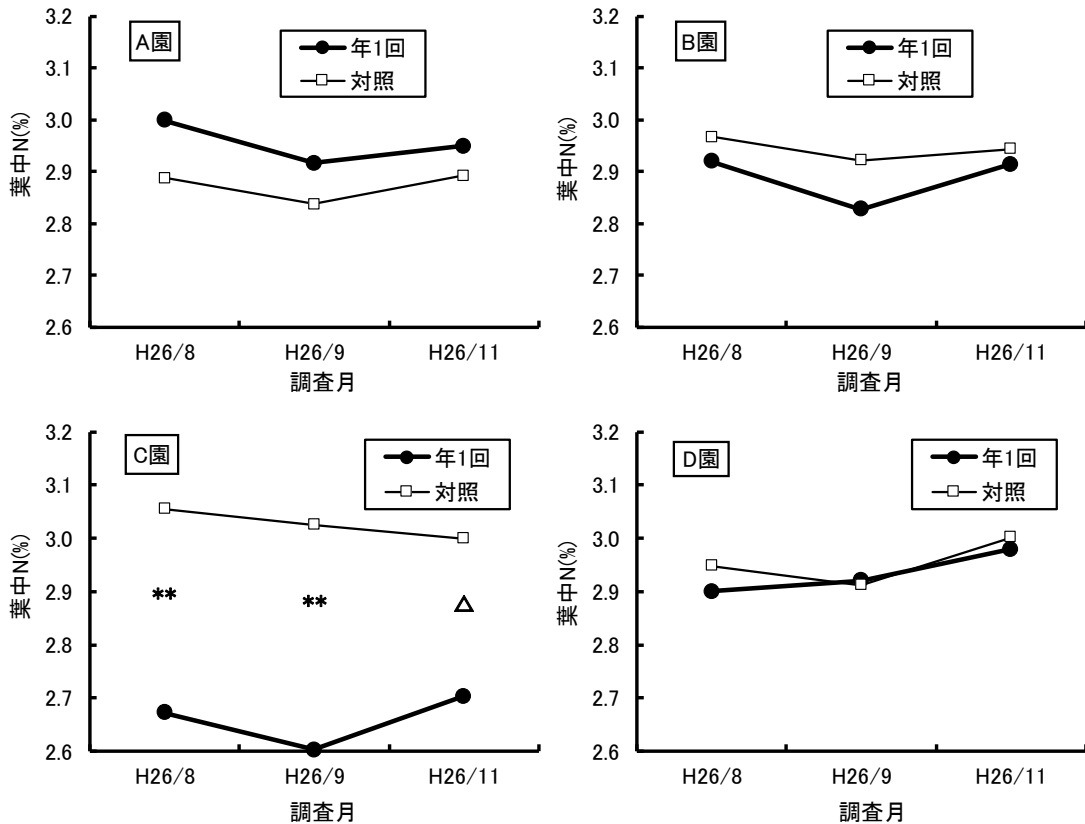 A園
年1回
対照
葉中N(%)
3.2
3.1
3.0
2.9
2.8
2.7
2.6
H26/8
H26/9
H26/11
調査月
B園
年1回
対照
葉中N(%)
3.2
3.1
3.0
2.9
2.8
2.7
2.6
H26/8
H26/9
H26/11
調査月
C園
年1回
対照
葉中N(%)
3.2
3.1
3.0
2.9
2.8
2.7
2.6
**
**
△
H26/8
H26/9
H26/11
調査月
D園
年1回
対照
葉中N(%)
3.2
3.1
3.0
2.9
2.8
2.7
2.6
H26/8
H26/9
H26/11
調査月